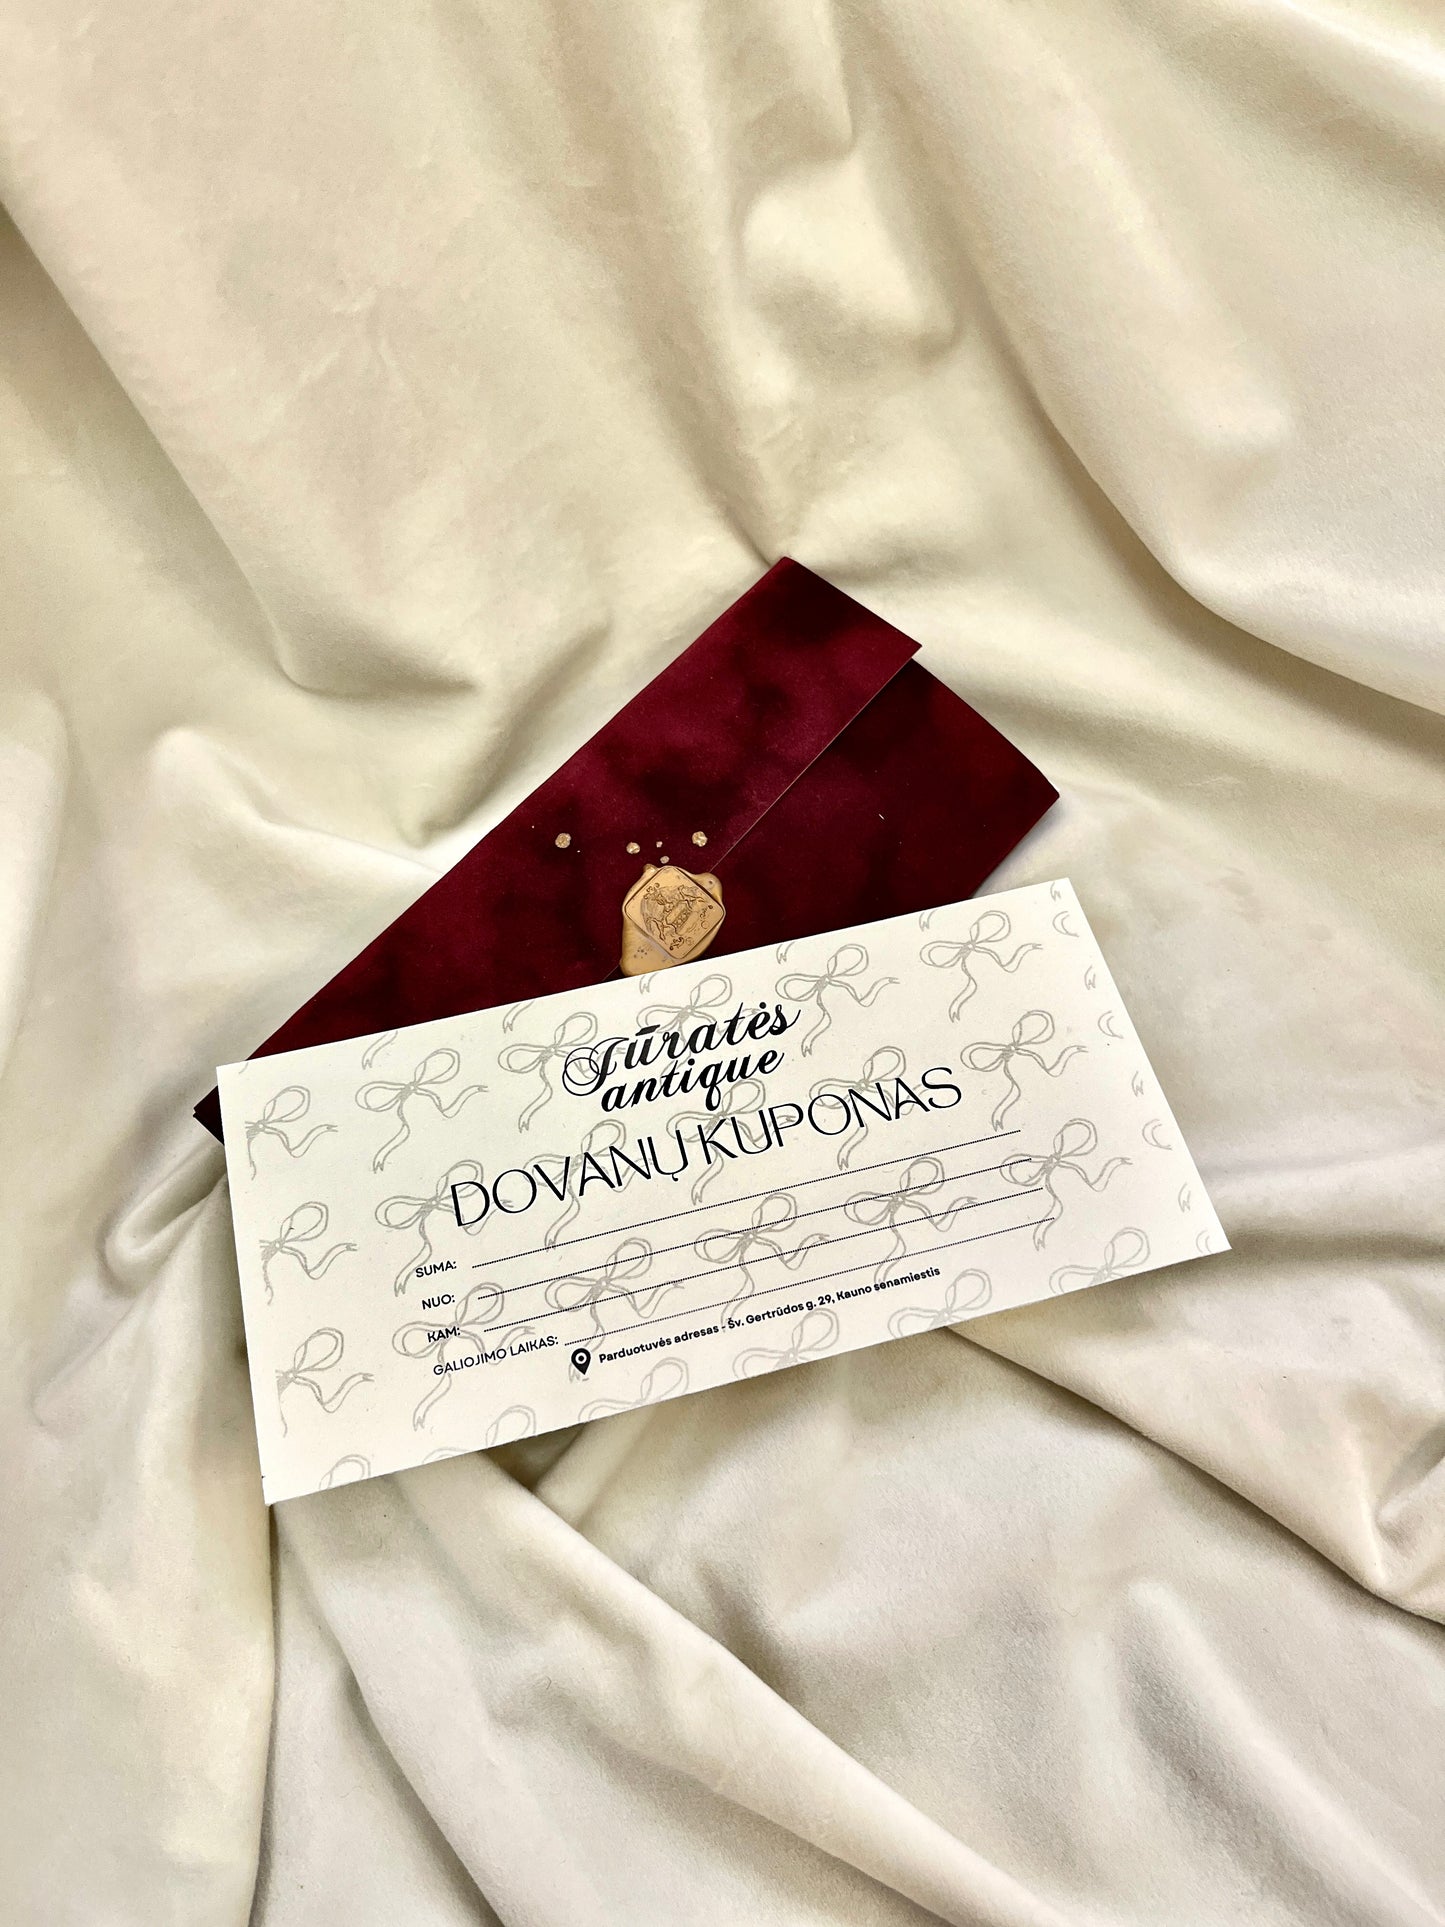 Jūratės
antique
DOVANŲ KUPONAS
SUMA:
NUO:
KAM:
GALIOJIMO LAIKAS:
Parduotuvės adresas - Šv. Gertrūdos g. 29, Kauno senamiestis